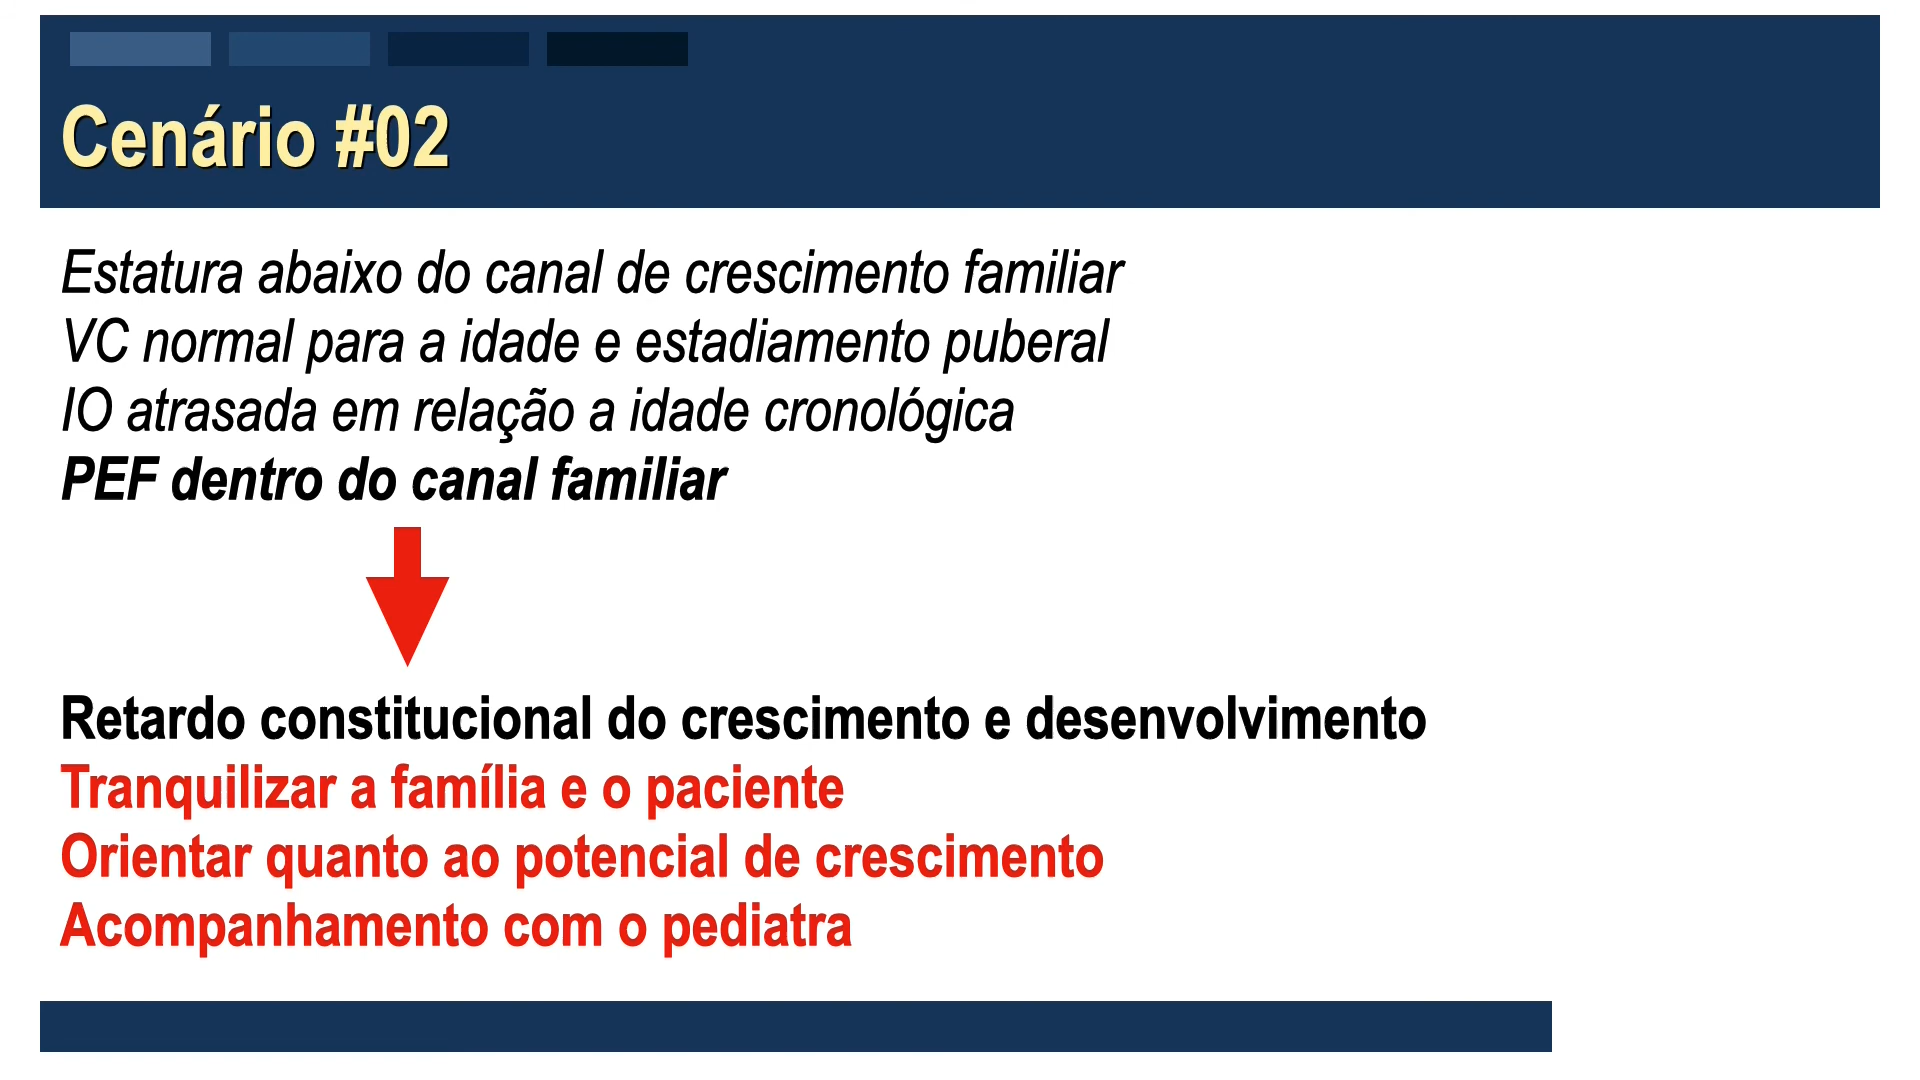 Cenário #02
Estatura abaixo do canal de crescimento familiar
VC normal para a idade e estadiamento puberal
IO atrasada em relação a idade cronológica
PEF dentro do canal familiar
Retardo constitucional do crescimento e desenvolvimento
Tranquilizar a família e o paciente
Orientar quanto ao potencial de crescimento
Acompanhamento com o pediatra